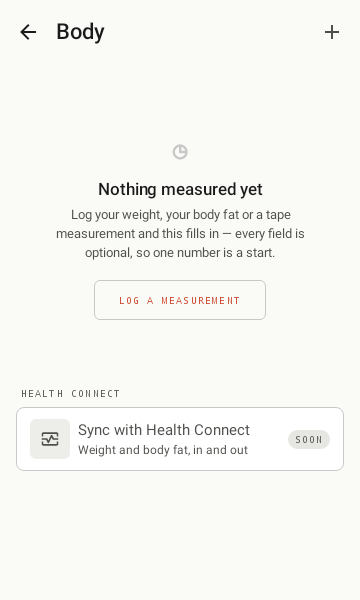 Body
Nothing measured yet
Log your weight, your body fat or a tape
measurement and this fills in — every field is
optional, so one number is a start.
LOG A MEASUREMENT
HEALTH CONNECT
Sync with Health Connect
Weight and body fat, in and out
SOON